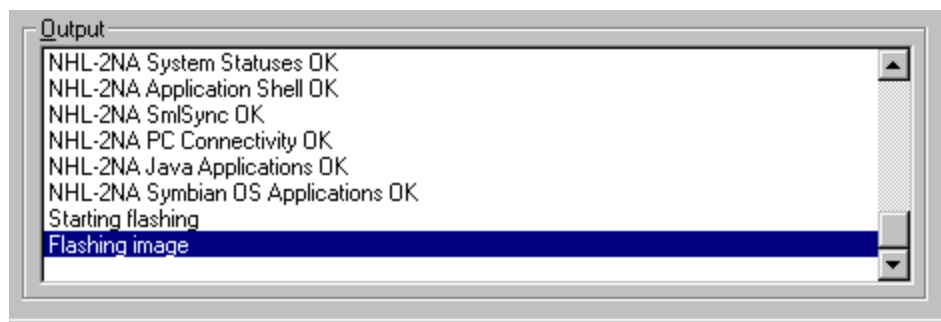 Output
NHL-2NA System Statuses OK
NHL-2NA Application Shell OK
NHL-2NA SmlSync OK
NHL-2NA PC Connectivity OK
NHL-2NA Java Applications OK
NHL-2NA Symbian OS Applications OK
Starting flashing
Flashing image